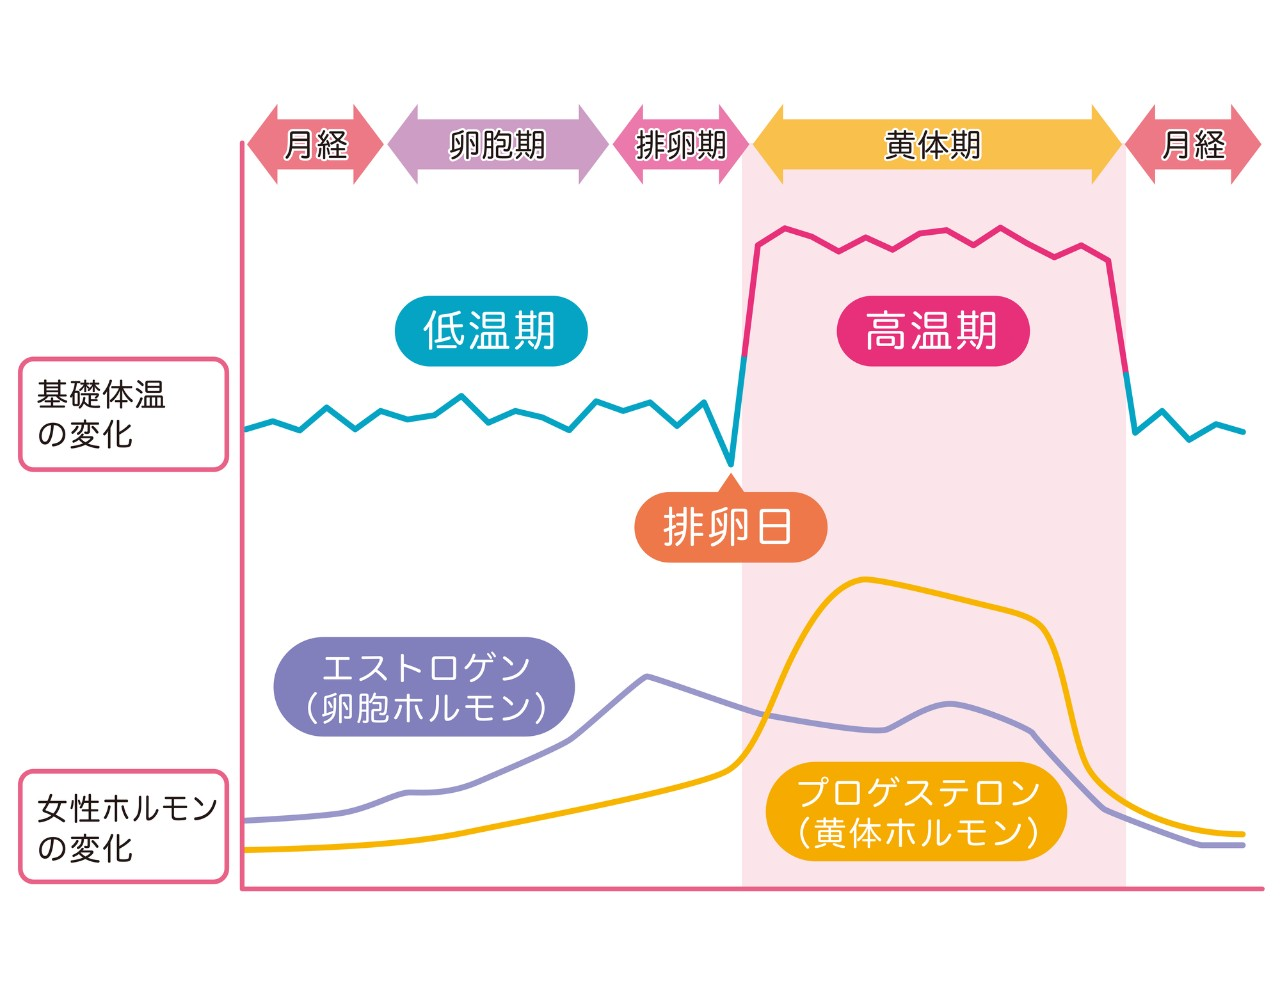 月経
卵胞期
排卵期
黄体期
月経
低温期
高温期
基礎体温
の変化
排卵日
エストロゲン
（卵胞ホルモン）
プロゲステロン
（黄体ホルモン）
女性ホルモン
の変化